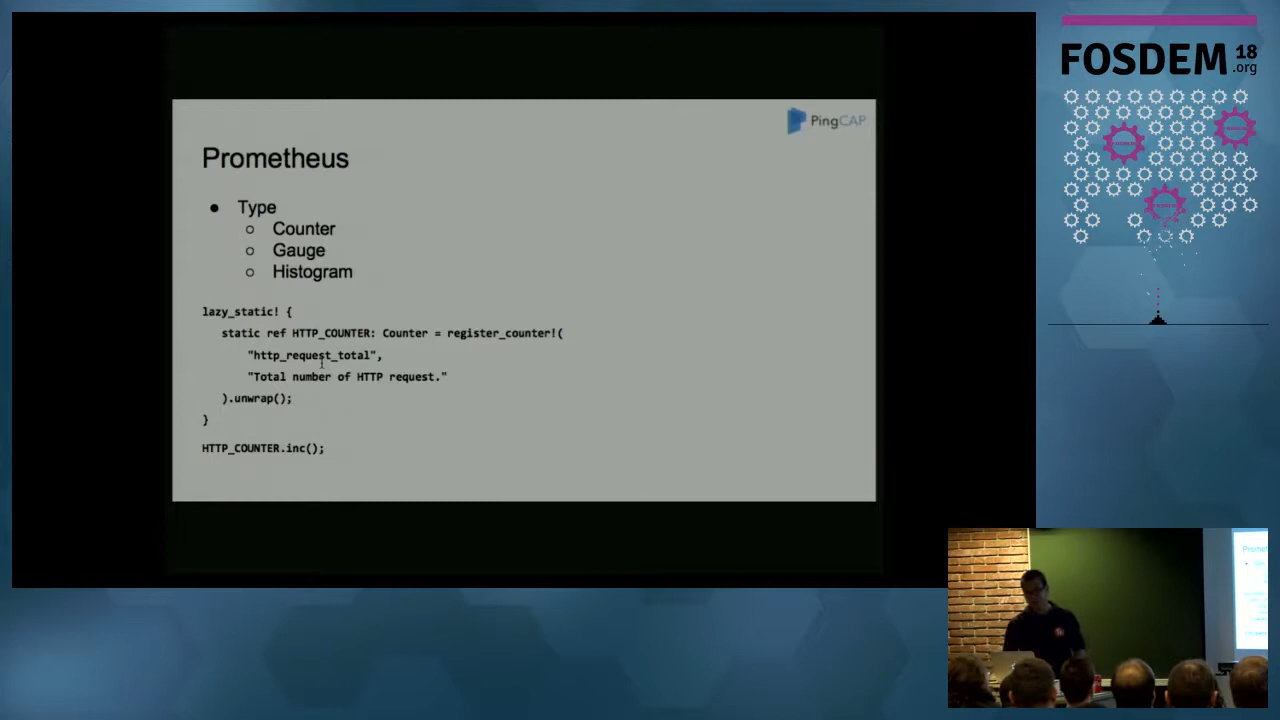 PingCAP
Prometheus
● Type
○ Counter
○ Gauge
○ Histogram
lazy_static! {
static ref HTTP_COUNTER: Counter = register_counter!(
"http_request_total",
"Total number of HTTP request."
).unwrap();
}
HTTP_COUNTER.inc();
FOSDEM 18
.org